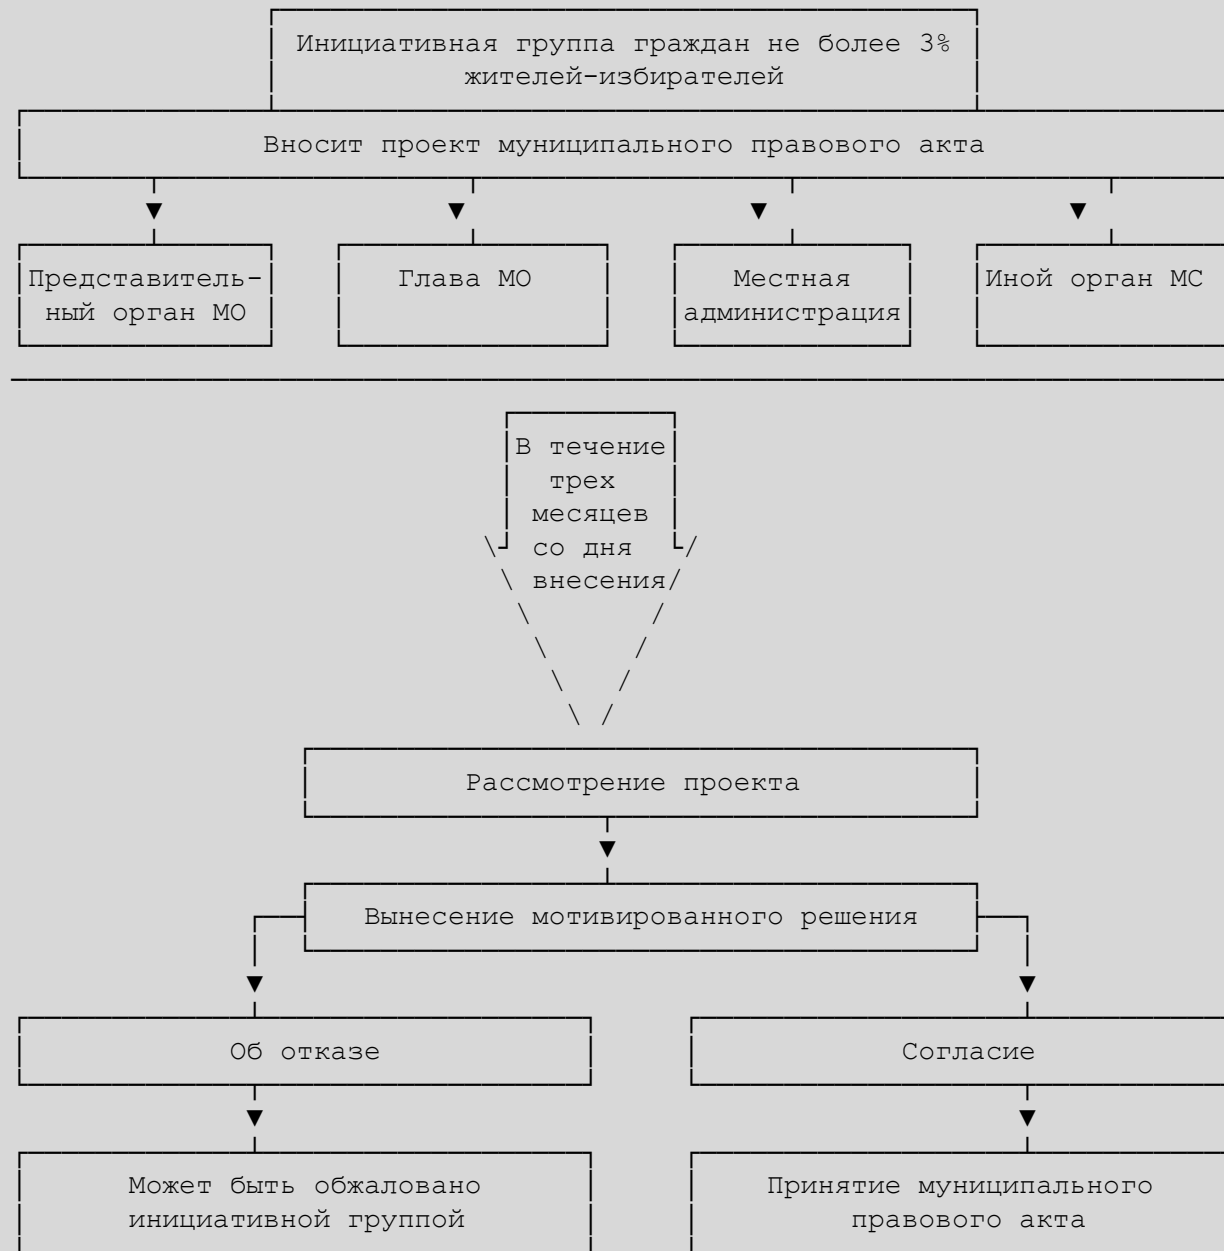 Инициативная группа граждан не более 3%
жителей-избирателей
Вносит проект муниципального правового акта
Представитель-
ный орган МО
Глава МО
Местная
администрация
Иной орган МС
В течение
трех
месяцев
со дня
внесения
Рассмотрение проекта
Вынесение мотивированного решения
Об отказе
Согласие
Может быть обжаловано
инициативной группой
Принятие муниципального
правового акта